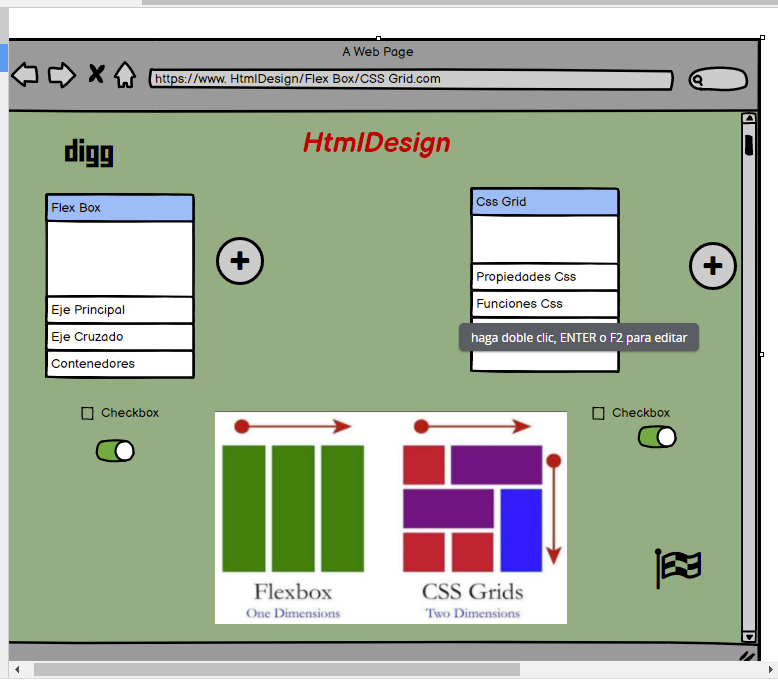 A Web Page
https://www. HtmlDesign/Flex Box/CSS Grid.com
digg
HtmlDesign
Flex Box
Eje Principal
Eje Cruzado
Contenedores
Css Grid
Propiedades Css
Funciones Css
haga doble clic, ENTER o F2 para editar
Checkbox
Checkbox
Flexbox
One Dimensions
CSS Grids
Two Dimensions